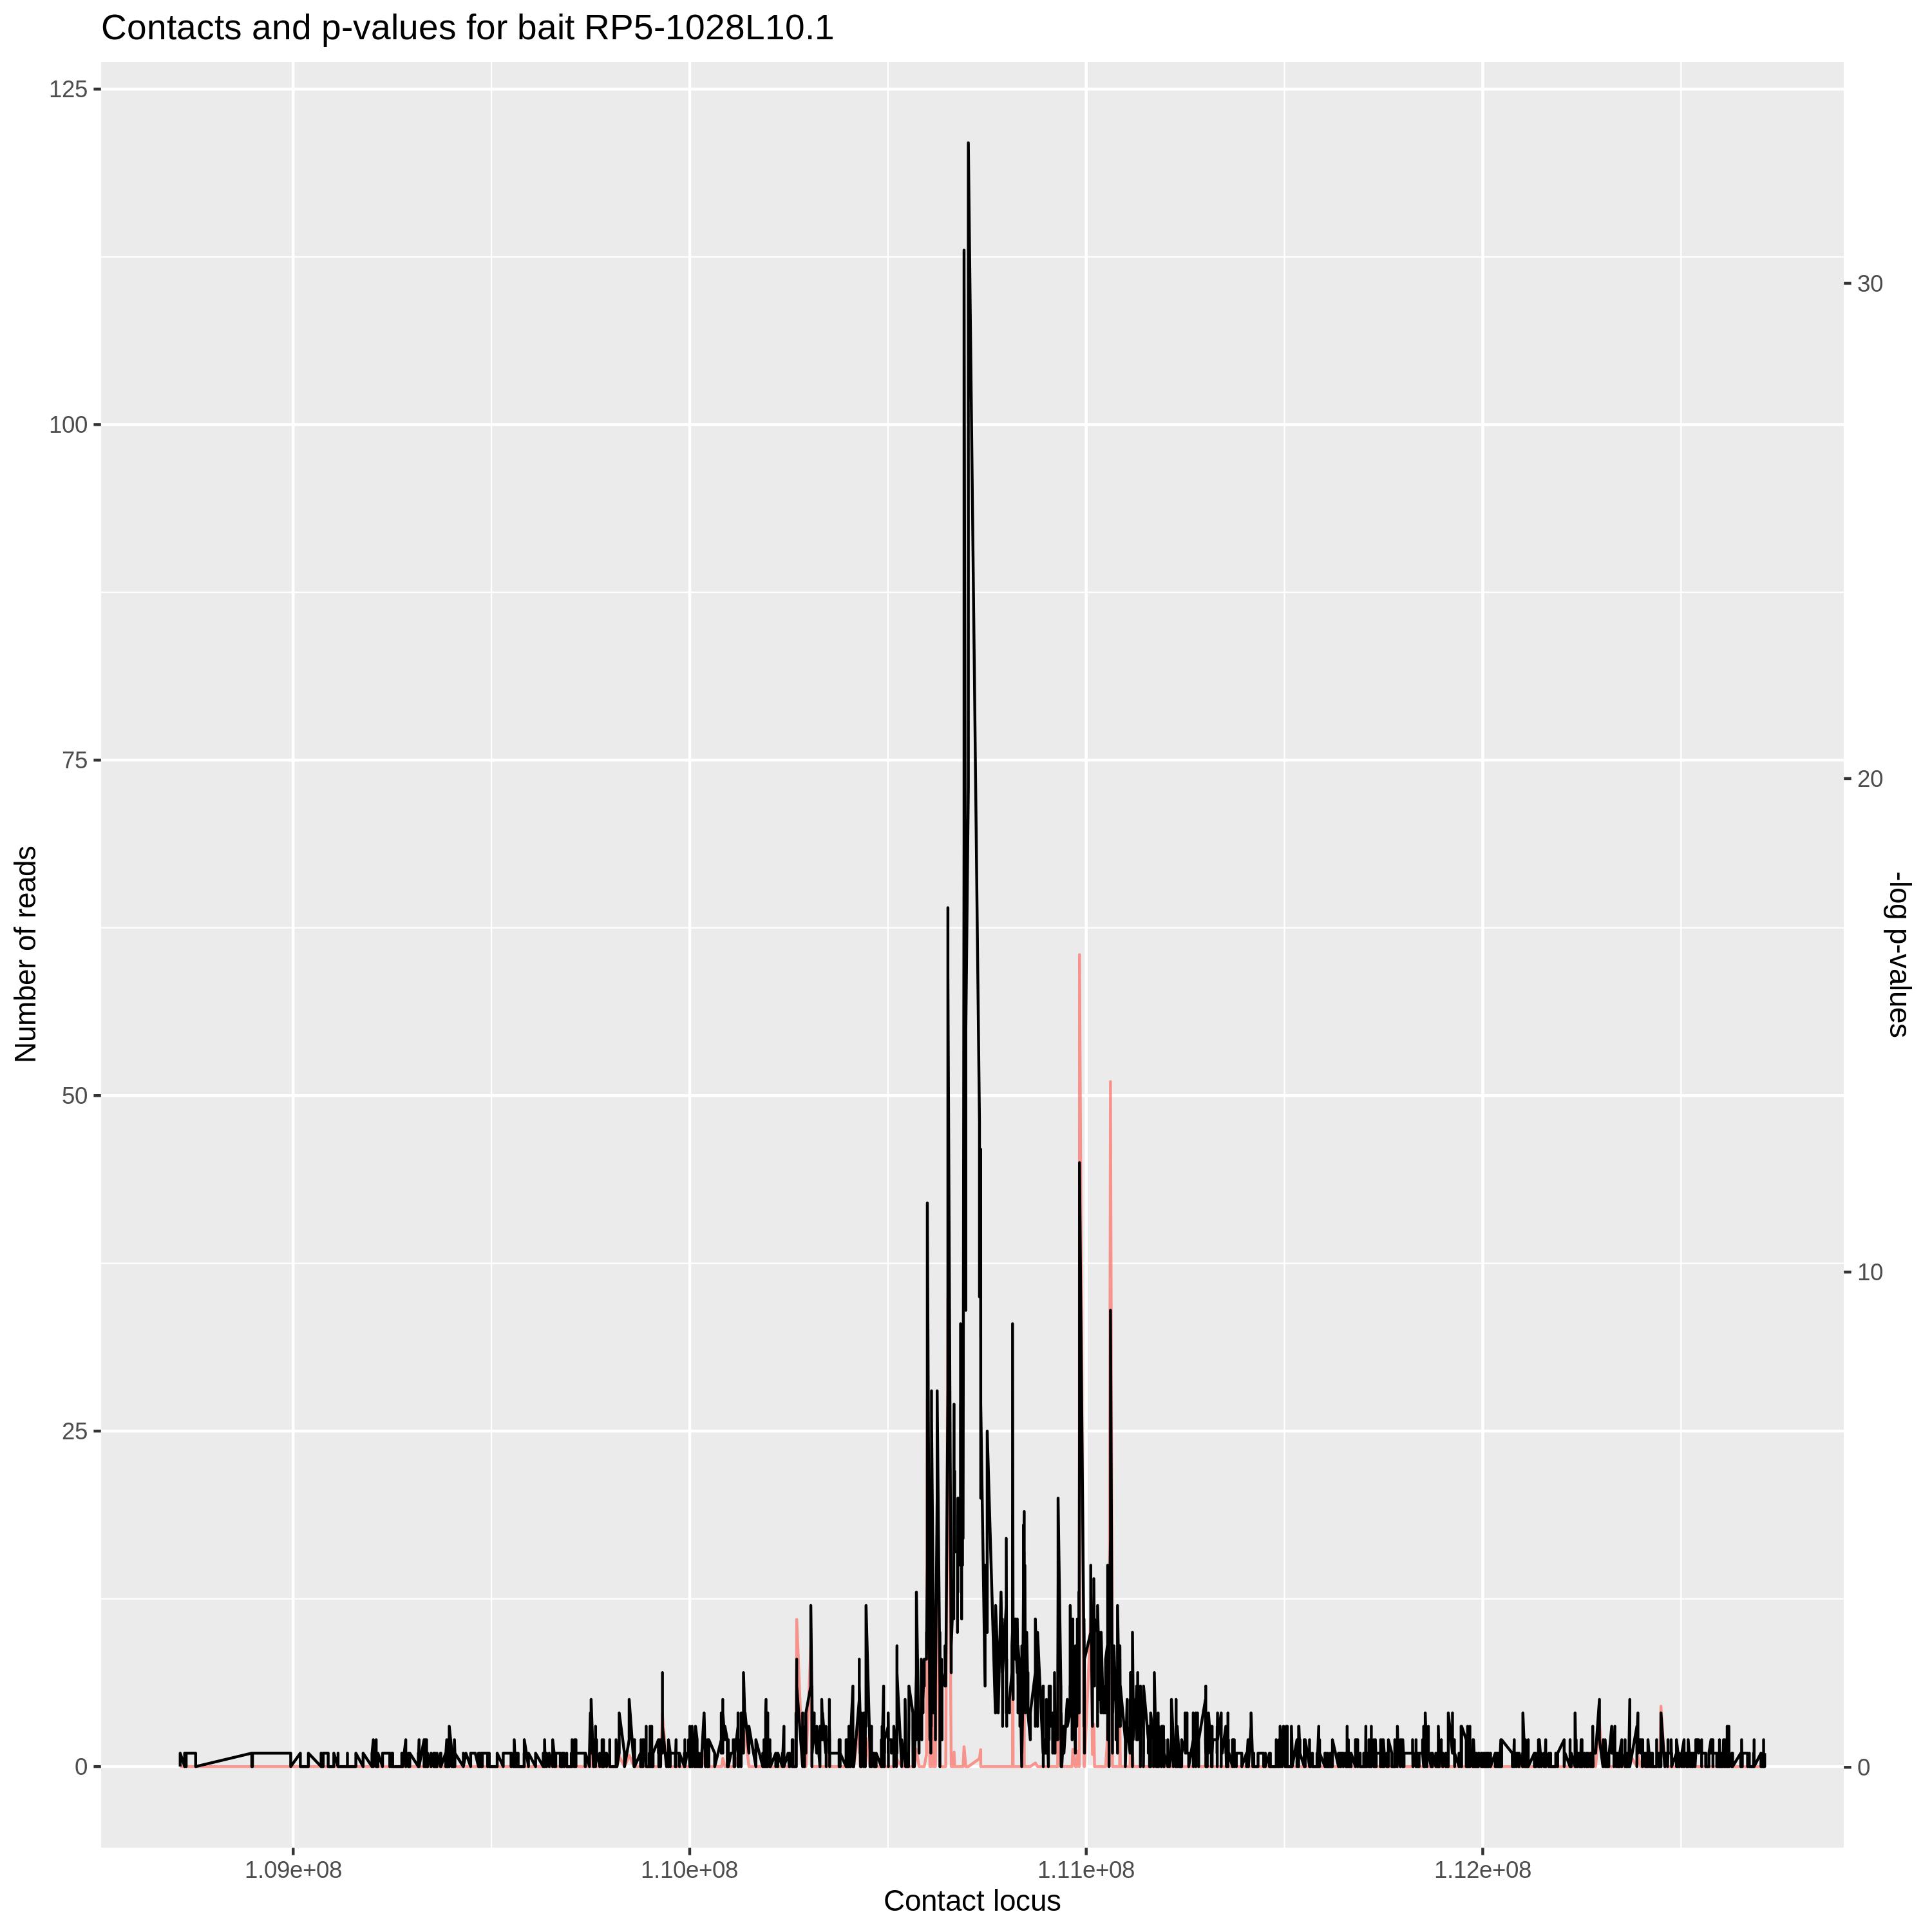 Contacts and p-values for bait RP5-1028L10.1
125
100
75
50
25
0
Number of reads
30
20
10
0
-log p-values
1.09e+08
1.10e+08
1.11e+08
1.12e+08
Contact locus